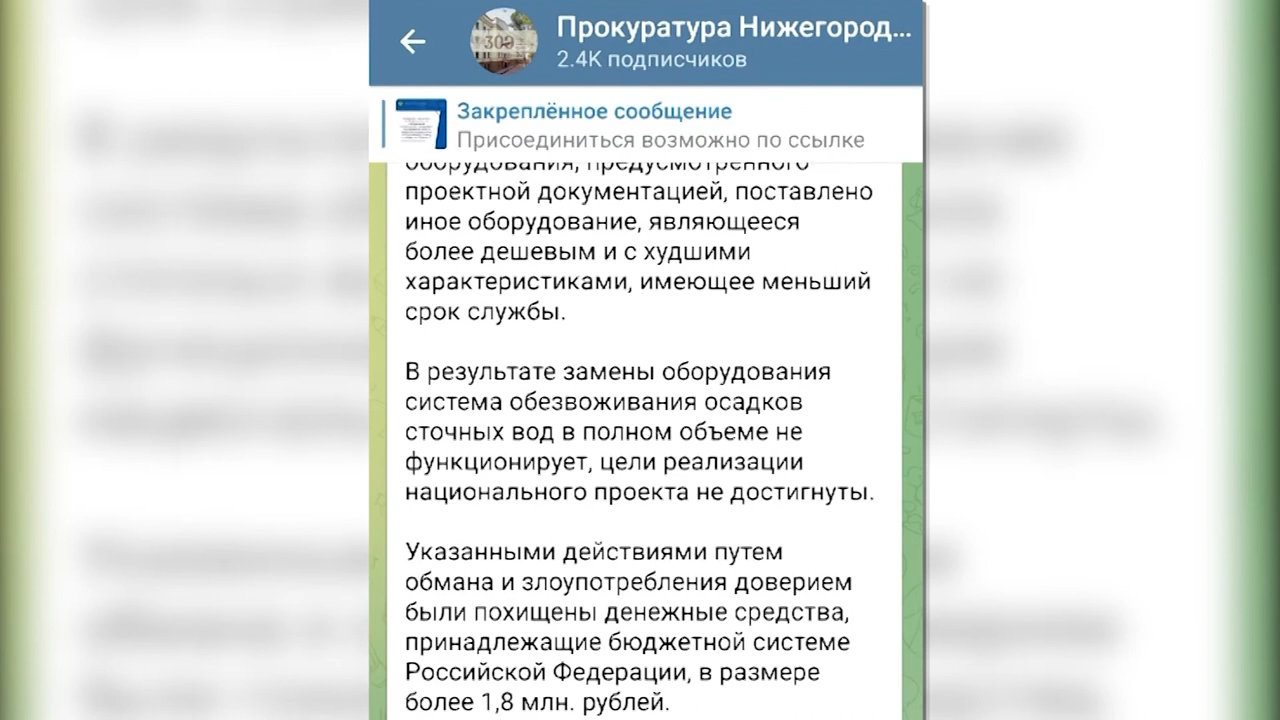 Прокуратура Нижегород...
2.4K подписчиков
Закреплённое сообщение
Присоединиться возможно по ссылке
оборудования, предусмотренного
проектной документацией, поставлено
иное оборудование, являющееся
более дешевым и с худшими
характеристиками, имеющее меньший
срок службы.
В результате замены оборудования
система обезвоживания осадков
сточных вод в полном объеме не
функционирует, цели реализации
национального проекта не достигнуты.
Указанными действиями путем
обмана и злоупотребления доверием
были похищены денежные средства,
принадлежащие бюджетной системе
Российской Федерации, в размере
более 1,8 млн. рублей.